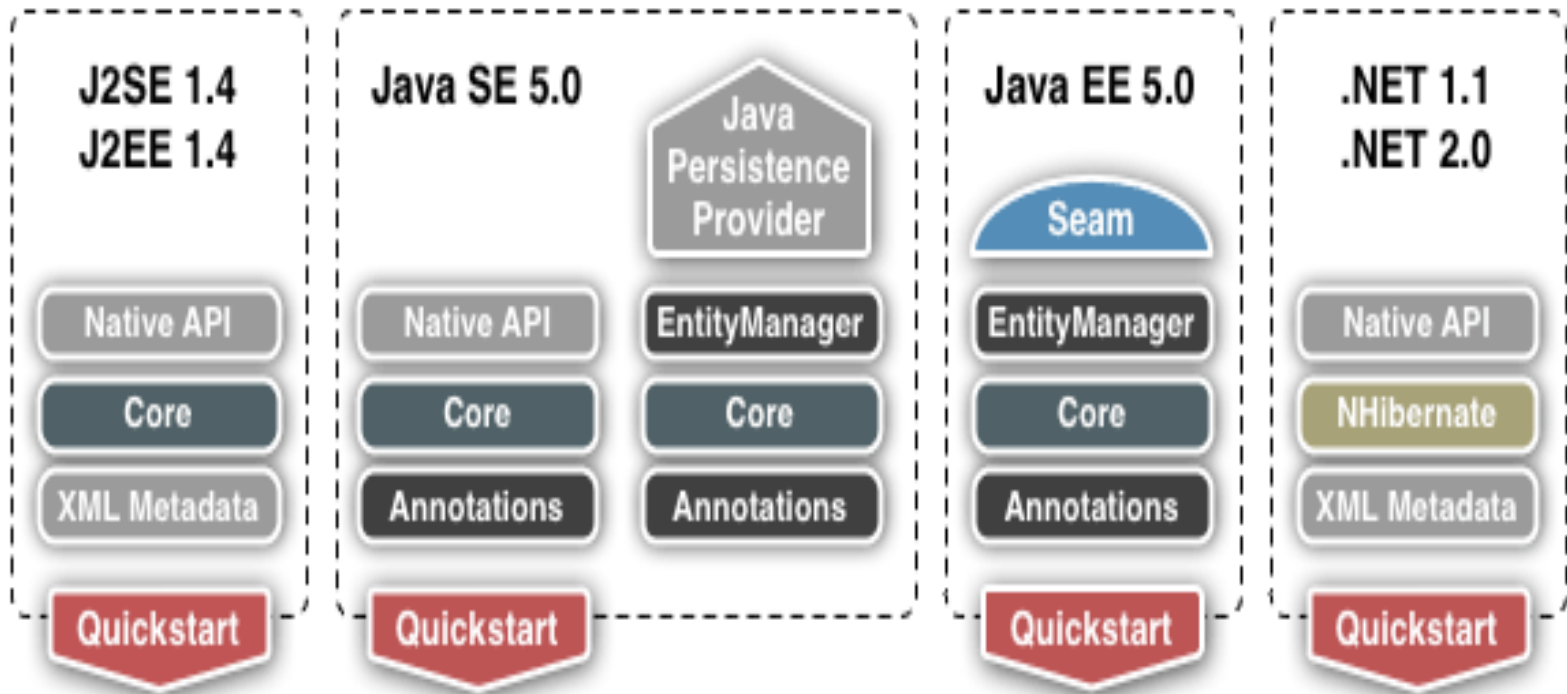 J2SE 1.4
J2EE 1.4
Native API
Core
XML Metadata
Quickstart
Java SE 5.0
Native API
Core
Annotations
Quickstart
Java
Persistence
Provider
EntityManager
Core
Annotations
Java EE 5.0
Seam
EntityManager
Core
Annotations
Quickstart
.NET 1.1
.NET 2.0
Native API
NHibernate
XML Metadata
Quickstart